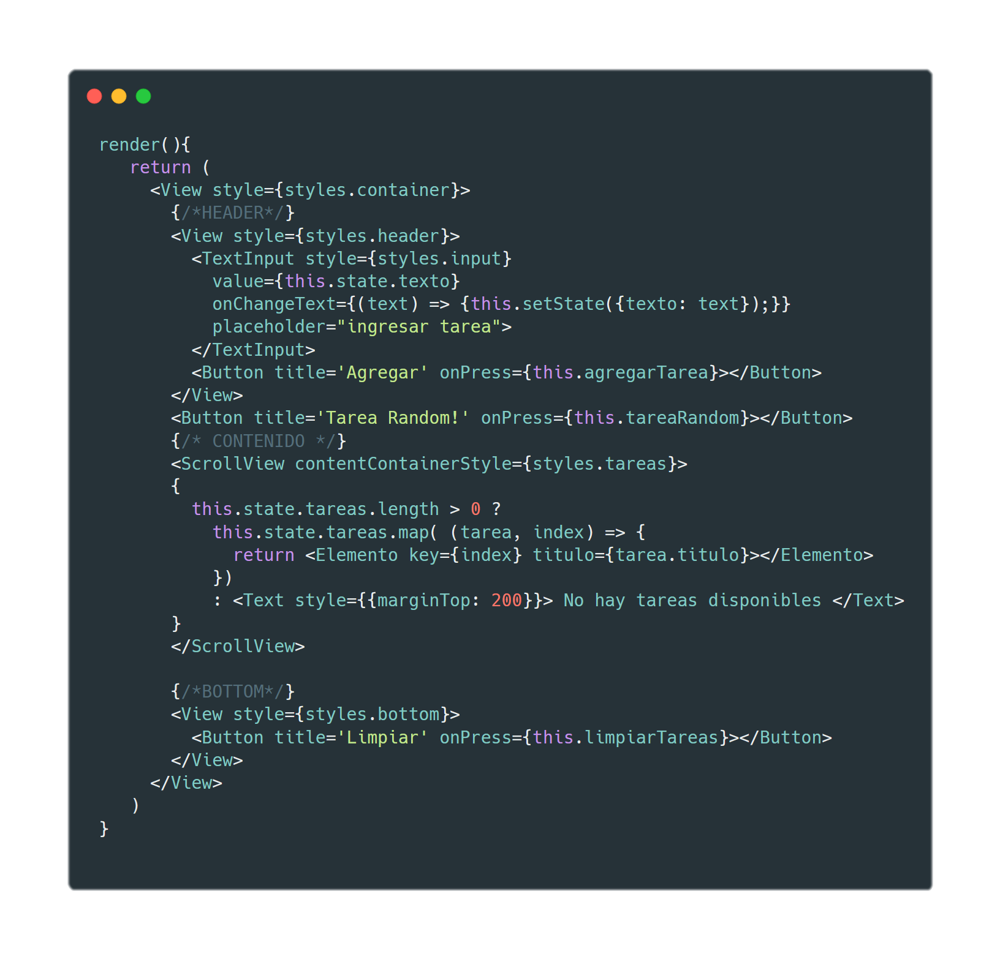 render(){
   return (
     <View style={styles.container}>
       {/*HEADER*/}
       <View style={styles.header}>
         <TextInput style={styles.input}
           value={this.state.texto}
           onChangeText={(text) => {this.setState({texto: text});}}
           placeholder="ingresar tarea">
         </TextInput>
         <Button title='Agregar' onPress={this.agregarTarea}></Button>
       </View>
       <Button title='Tarea Random!' onPress={this.tareaRandom}></Button>
       {/* CONTENIDO */}
       <ScrollView contentContainerStyle={styles.tareas}>
       {
         this.state.tareas.length > 0 ?
           this.state.tareas.map( (tarea, index) => {
             return <Elemento key={index} titulo={tarea.titulo}></Elemento>
           })
           : <Text style={{marginTop: 200}}> No hay tareas disponibles </Text>
       }
       </ScrollView>

       {/*BOTTOM*/}
       <View style={styles.bottom}>
         <Button title='Limpiar' onPress={this.limpiarTareas}></Button>
       </View>
     </View>
   )
}